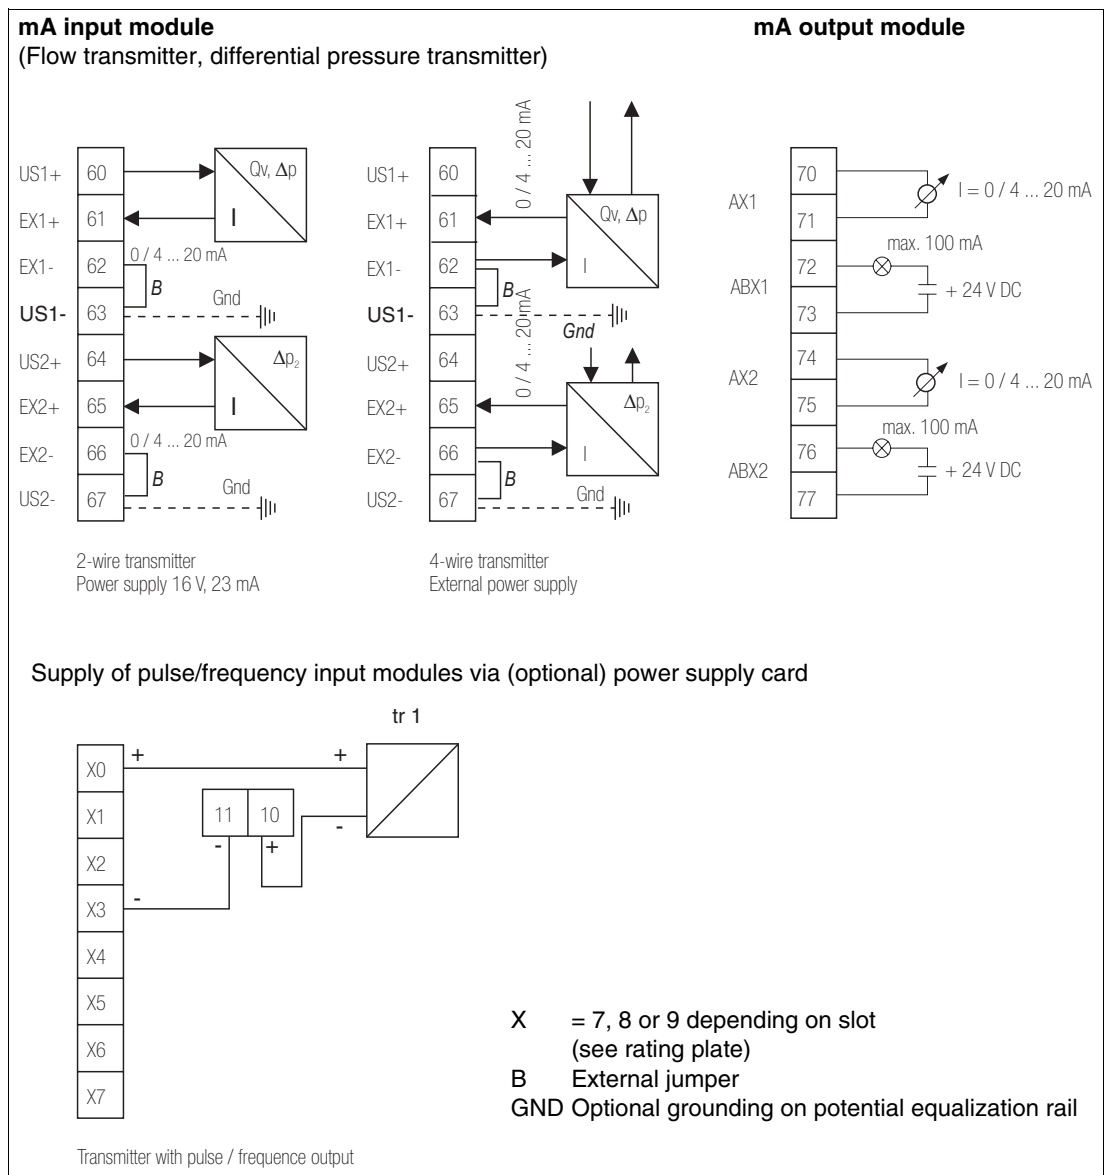 mA input module
(Flow transmitter, differential pressure transmitter)
US1+ 60
EX1+ 61
EX1- 62
US1- 63
US2+ 64
EX2+ 65
EX2- 66
US2- 67
Qv, Δp
I
0 / 4 ... 20 mA
B
Gnd
Δp2
I
0 / 4 ... 20 mA
B
Gnd
2-wire transmitter
Power supply 16 V, 23 mA
US1+ 60
EX1+ 61
EX1- 62
US1- 63
US2+ 64
EX2+ 65
EX2- 66
US2- 67
0 / 4 ... 20 mA
Qv, Δp
I
B
Gnd
0 / 4 ... 20 mA
Δp2
I
B
Gnd
4-wire transmitter
External power supply
mA output module
70
AX1
71
I = 0 / 4 ... 20 mA
72
ABX1
73
max. 100 mA
+ 24 V DC
74
AX2
75
I = 0 / 4 ... 20 mA
76
ABX2
77
max. 100 mA
+ 24 V DC
Supply of pulse/frequency input modules via (optional) power supply card
tr 1
X0
X1
X2
X3
X4
X5
X6
X7
+ +
11 10
- + -
-
X = 7, 8 or 9 depending on slot
(see rating plate)
B External jumper
GND Optional grounding on potential equalization rail
Transmitter with pulse / frequence output